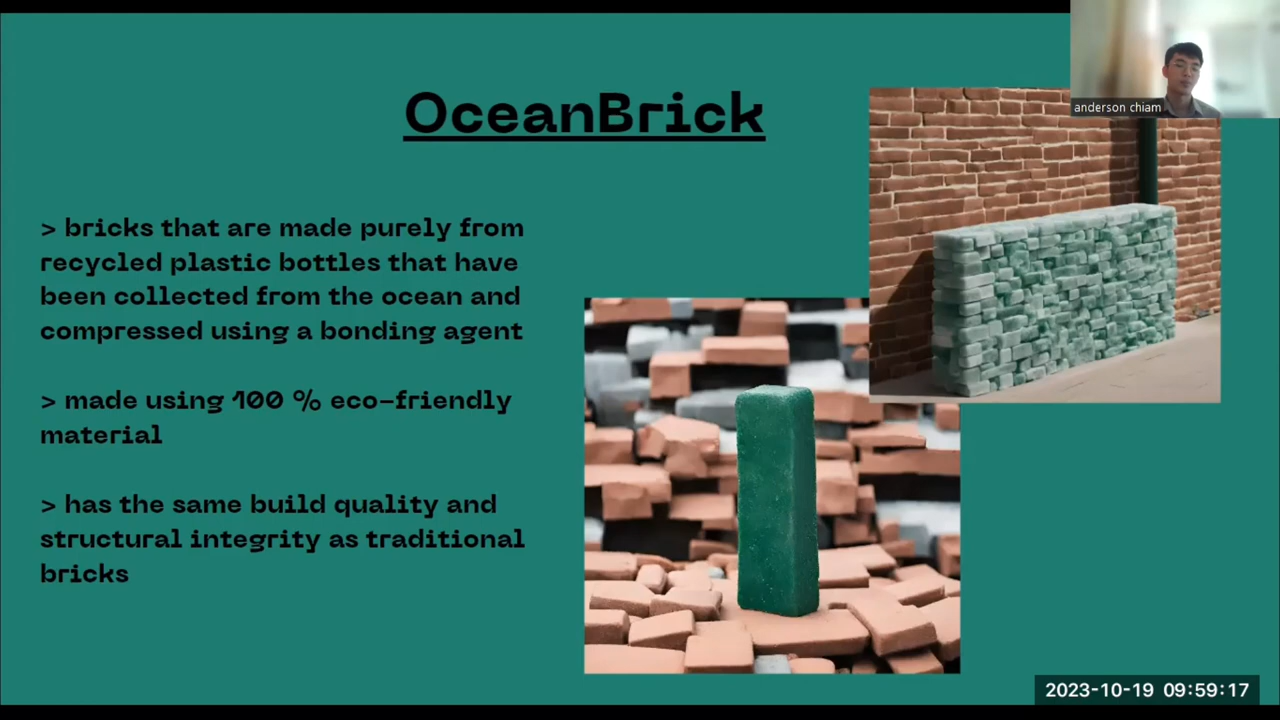 OceanBrick
anderson chiam
> bricks that are made purely from
recycled plastic bottles that have
been collected from the ocean and
compressed using a bonding agent
> made using 100 % eco-friendly
material
> has the same build quality and
structural integrity as traditional
bricks
2023-10-19 09:59:17